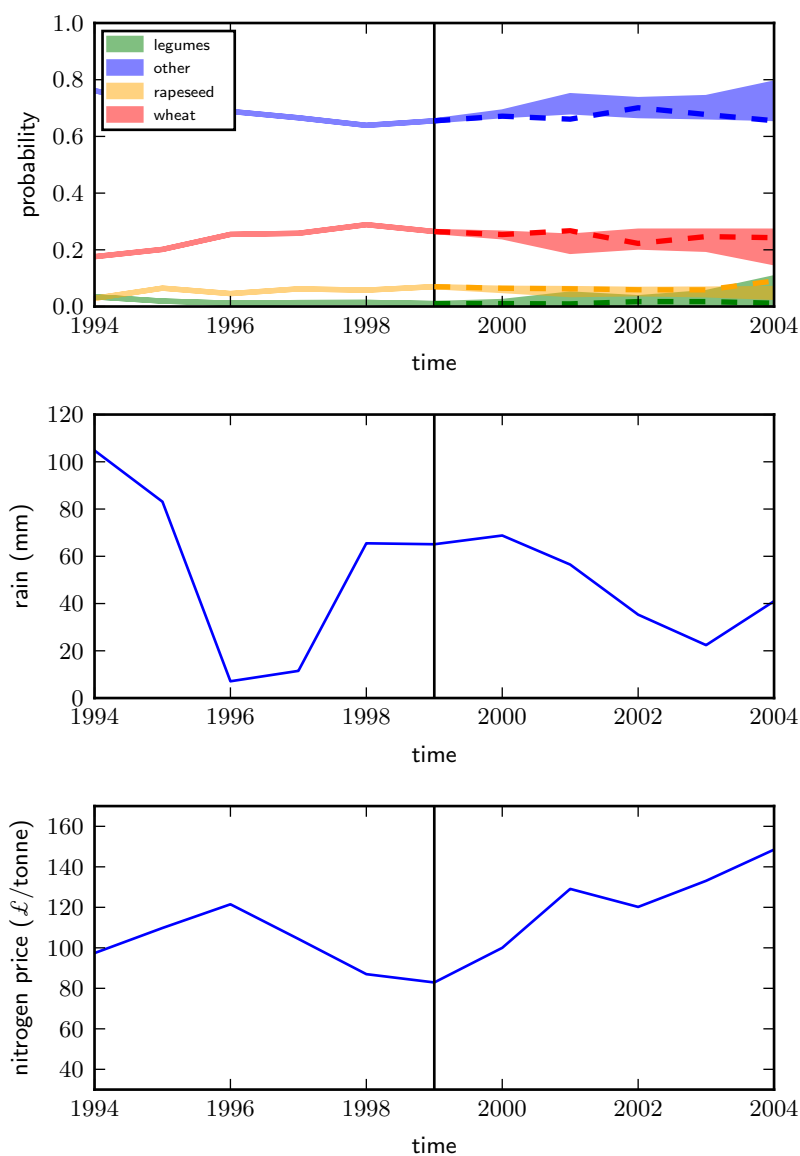 1.0
0.8
0.6
0.4
0.2
0.0
probability
legumes
other
rapeseed
wheat
1994 1996 1998 2000 2002 2004
time
120
100
80
60
40
20
0
rain (mm)
1994 1996 1998 2000 2002 2004
time
160
140
120
100
80
60
40
nitrogen price (£/tonne)
1994 1996 1998 2000 2002 2004
time